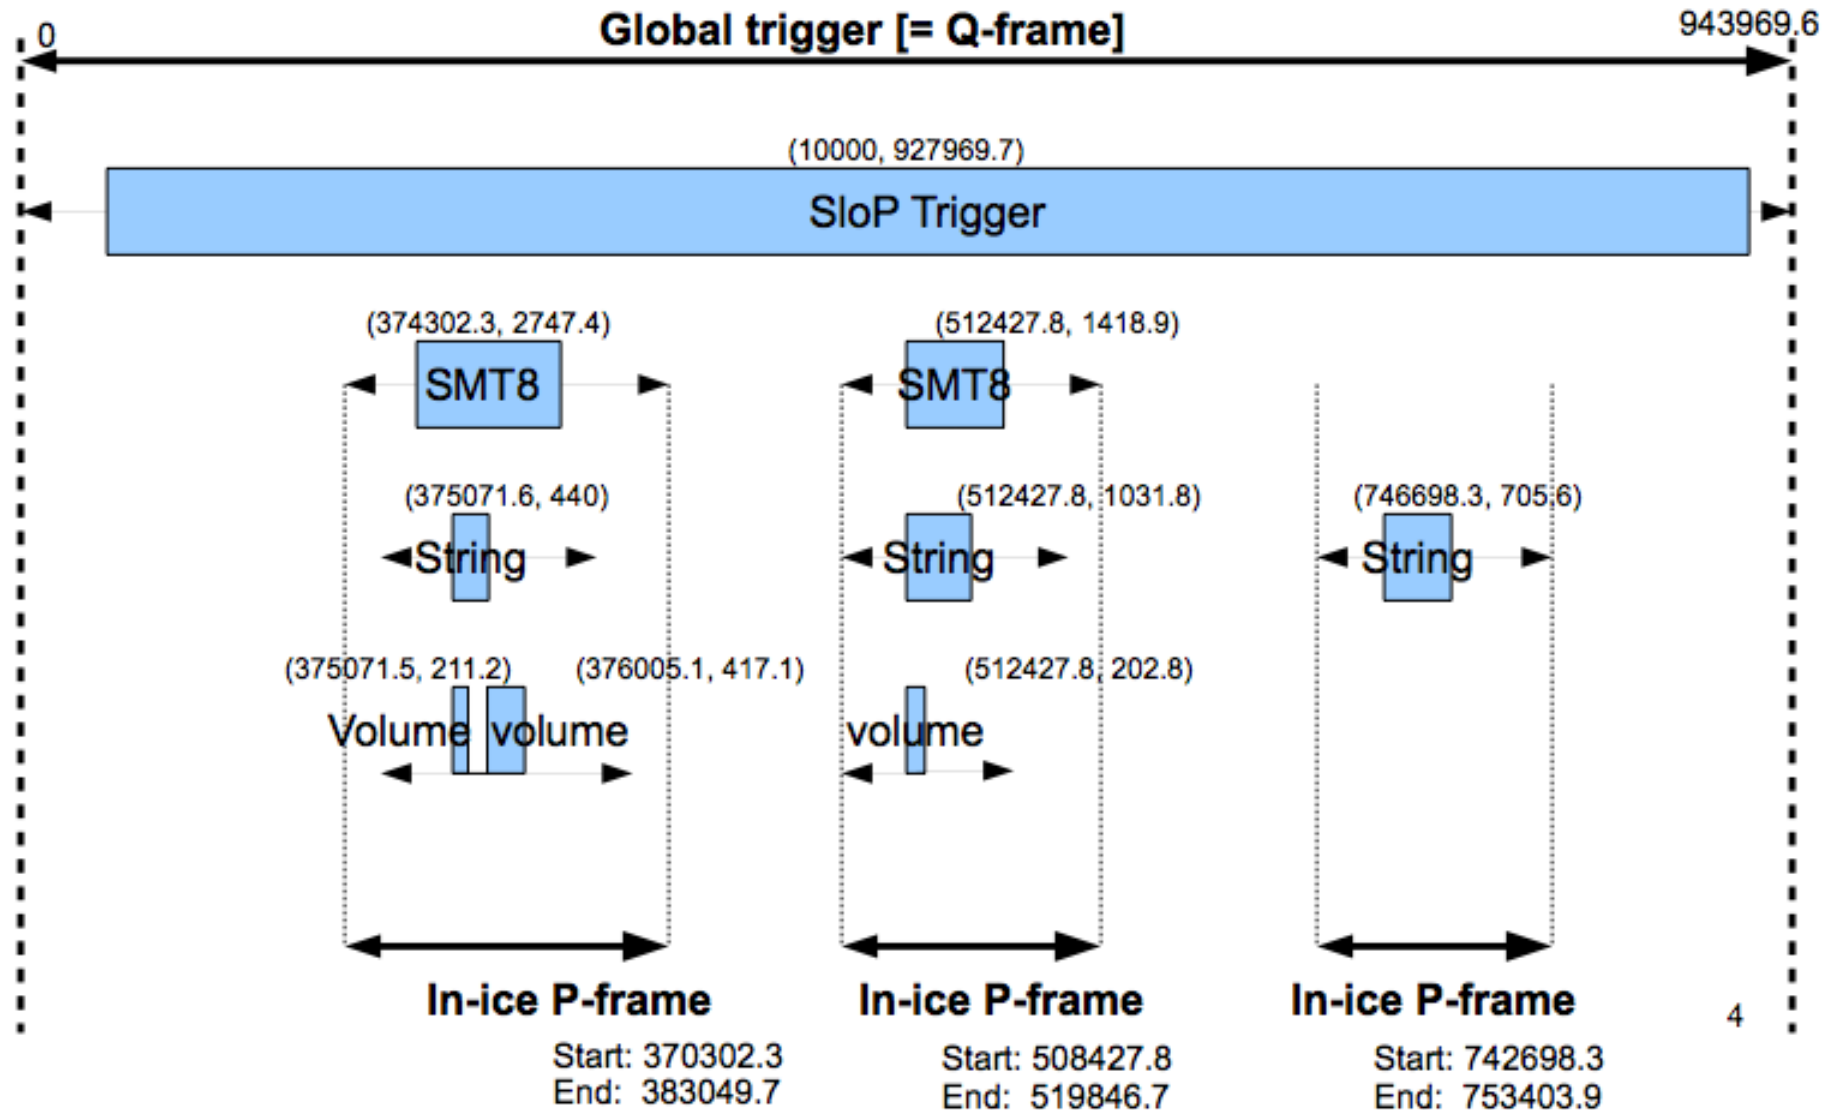 0
Global trigger [= Q-frame]
943969.6
(10000, 927969.7)
SloP Trigger
(374302.3, 2747.4)
(512427.8, 1418.9)
SMT8
SMT8
(375071.6, 440)
(512427.8, 1031.8)
(746698.3, 705.6)
String
String
String
(375071.5, 211.2)
(376005.1, 417.1)
(512427.8, 202.8)
Volume
volume
volume
In-ice P-frame
In-ice P-frame
In-ice P-frame
4
Start: 370302.3
End: 383049.7
Start: 508427.8
End: 519846.7
Start: 742698.3
End: 753403.9